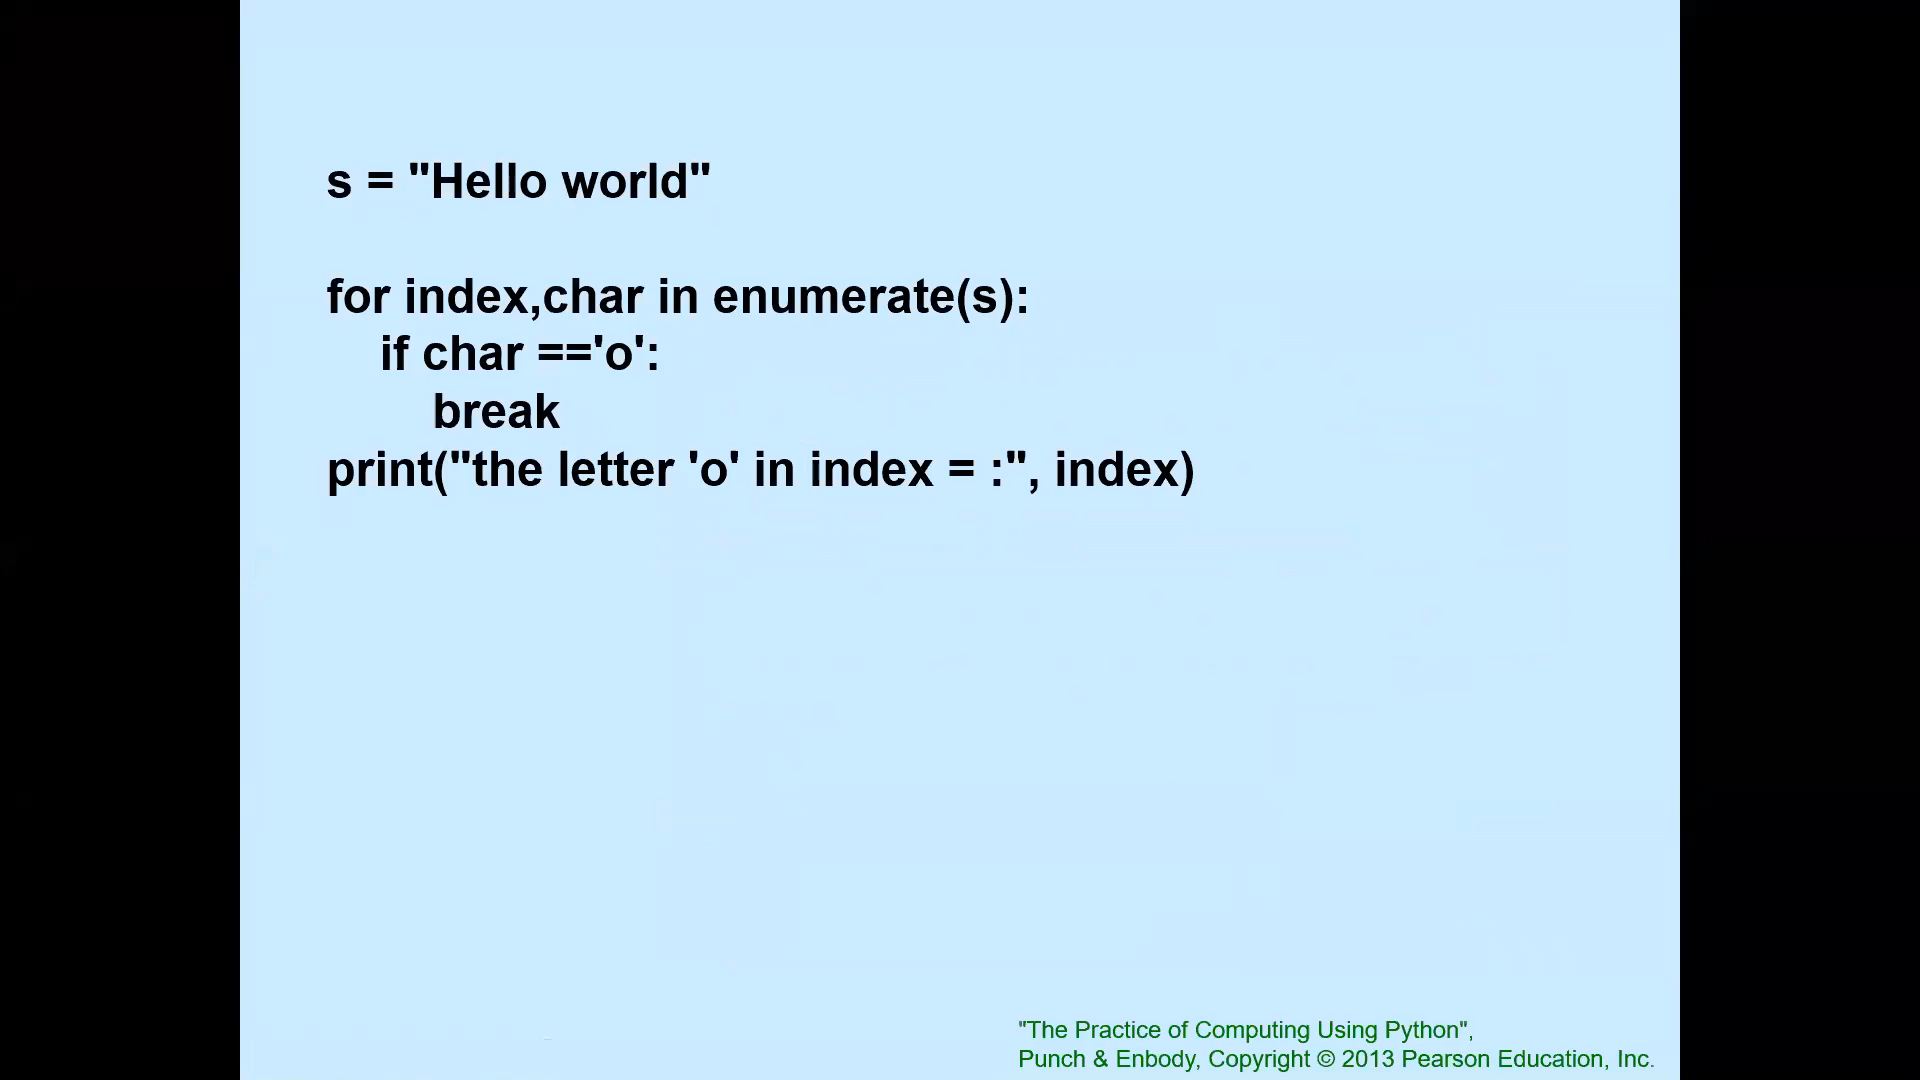 s = "Hello world"
for index,char in enumerate(s):
if char =='o':
break
print("the letter 'o' in index = :", index)
"The Practice of Computing Using Python",
Punch & Enbody, Copyright © 2013 Pearson Education, Inc.